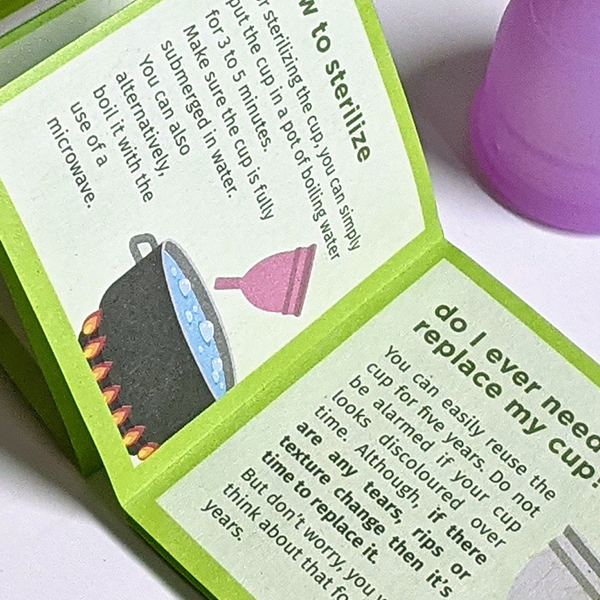 to sterilize
sterilizing the cup, you can simply
put the cup in a pot of boiling water
for 3 to 5 minutes.
Make sure the cup is fully
submerged in water.
You can also
alternatively,
boil it with the
use of a
microwave.
do I ever need
replace my cup?
You can easily reuse the
cup for five years. Do not
be alarmed if your cup
looks discoloured over
time. Although, if there
are any tears, rips or
texture change then it's
time to replace it.
But don't worry, you
think about that
years.